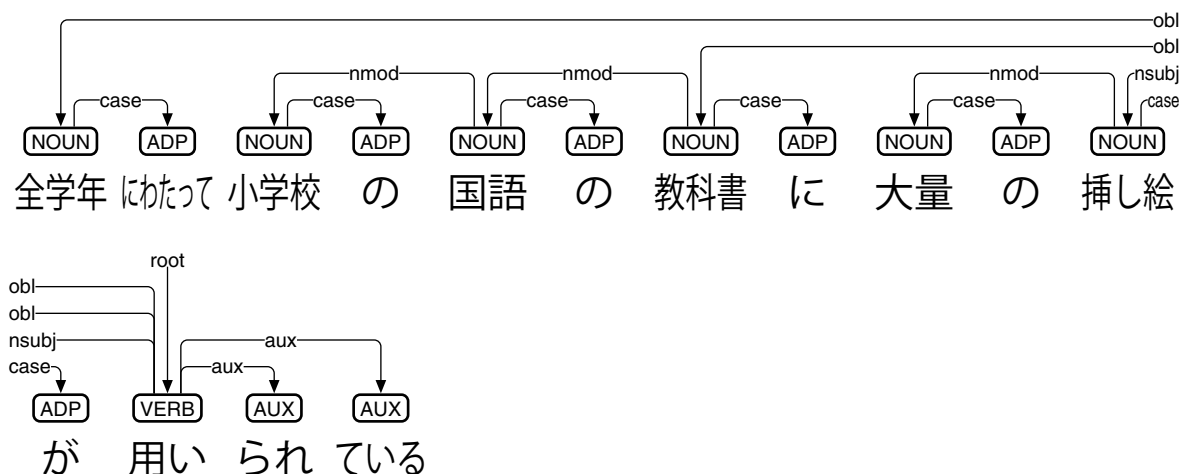 obl
obl
nmod nmod nmod nsubj
case case case case case case
NOUN ADP NOUN ADP NOUN ADP NOUN ADP NOUN ADP NOUN
全学年 にわたって 小学校 の 国語 の 教科書 に 大量 の 挿し絵
root
obl
obl
nsubj aux
case aux
ADP VERB AUX AUX
が 用い られ ている